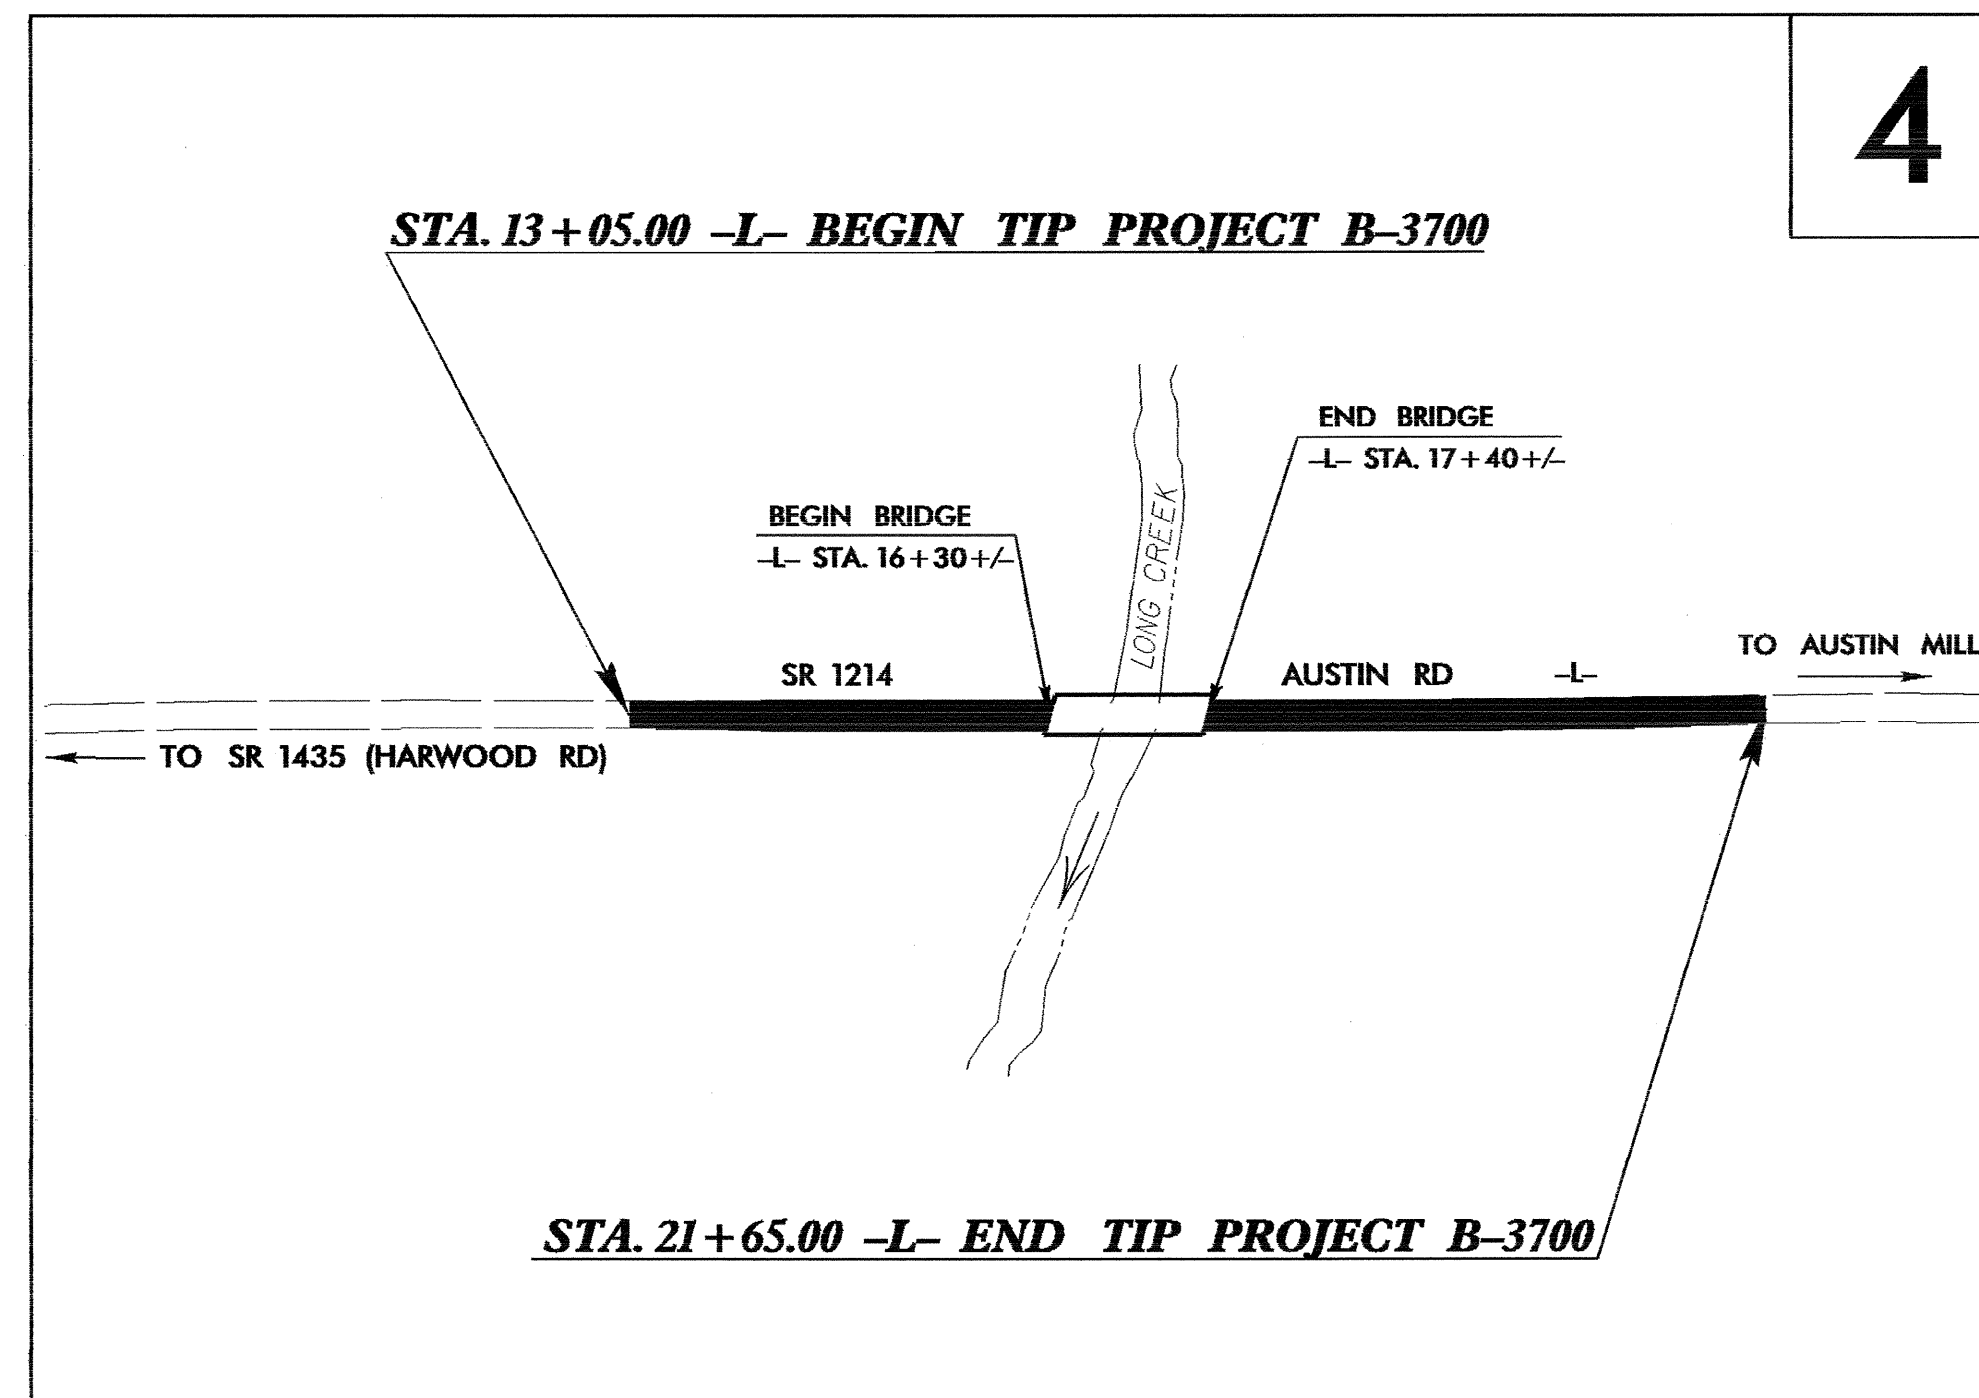 4
STA. 13+05.00 -L- BEGIN TIP PROJECT B-3700
END BRIDGE
-L- STA. 17+40+/-
BEGIN BRIDGE
-L- STA. 16+30+/-
LONG CREEK
TO AUSTIN MILL
SR 1214
AUSTIN RD -L-
TO SR 1435 (HARWOOD RD)
STA. 21+65.00 -L- END TIP PROJECT B-3700